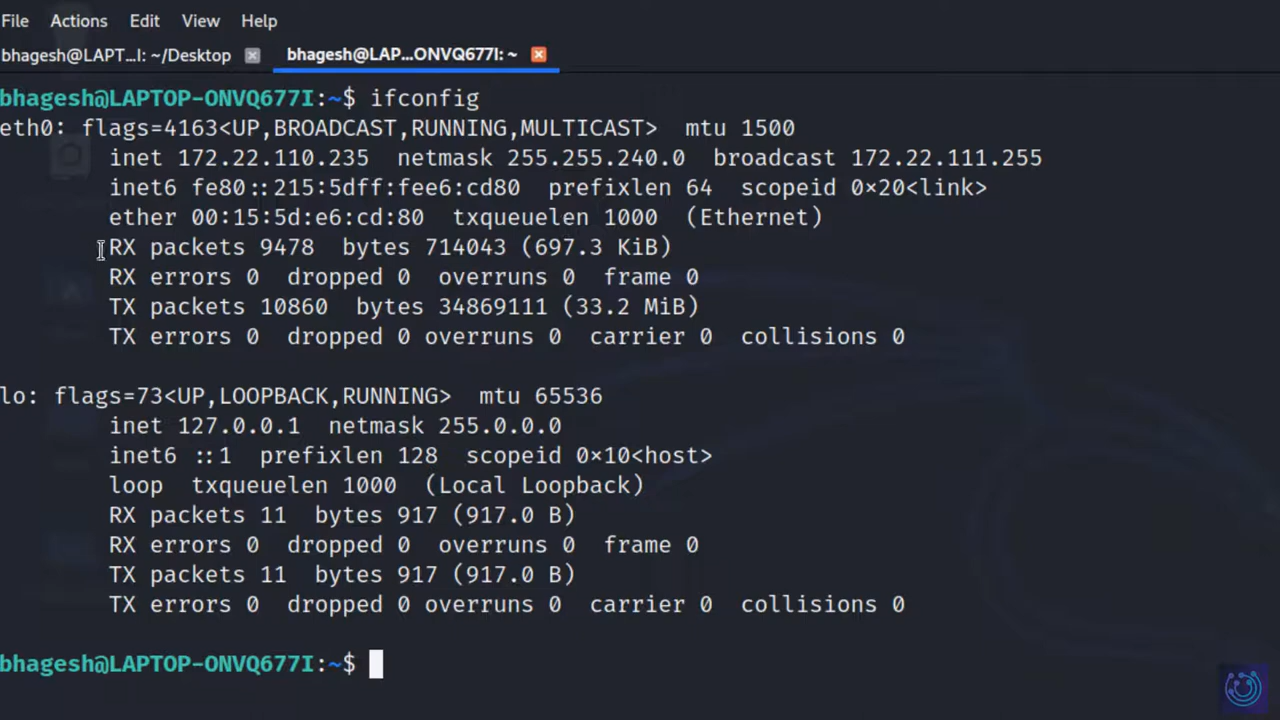 File Actions Edit View Help
bhagesh@LAPT...I: ~/Desktop bhagesh@LAP...ONVQ677I: ~
bhagesh@LAPTOP-ONVQ677I:~$ ifconfig
eth0: flags=4163<UP,BROADCAST,RUNNING,MULTICAST>  mtu 1500
        inet 172.22.110.235  netmask 255.255.240.0  broadcast 172.22.111.255
        inet6 fe80::215:5dff:fee6:cd80  prefixlen 64  scopeid 0×20<link>
        ether 00:15:5d:e6:cd:80  txqueuelen 1000  (Ethernet)
        RX packets 9478  bytes 714043 (697.3 KiB)
        RX errors 0  dropped 0  overruns 0  frame 0
        TX packets 10860  bytes 34869111 (33.2 MiB)
        TX errors 0  dropped 0 overruns 0  carrier 0  collisions 0
lo: flags=73<UP,LOOPBACK,RUNNING>  mtu 65536
        inet 127.0.0.1  netmask 255.0.0.0
        inet6 ::1  prefixlen 128  scopeid 0×10<host>
        loop  txqueuelen 1000  (Local Loopback)
        RX packets 11  bytes 917 (917.0 B)
        RX errors 0  dropped 0  overruns 0  frame 0
        TX packets 11  bytes 917 (917.0 B)
        TX errors 0  dropped 0 overruns 0  carrier 0  collisions 0
bhagesh@LAPTOP-ONVQ677I:~$